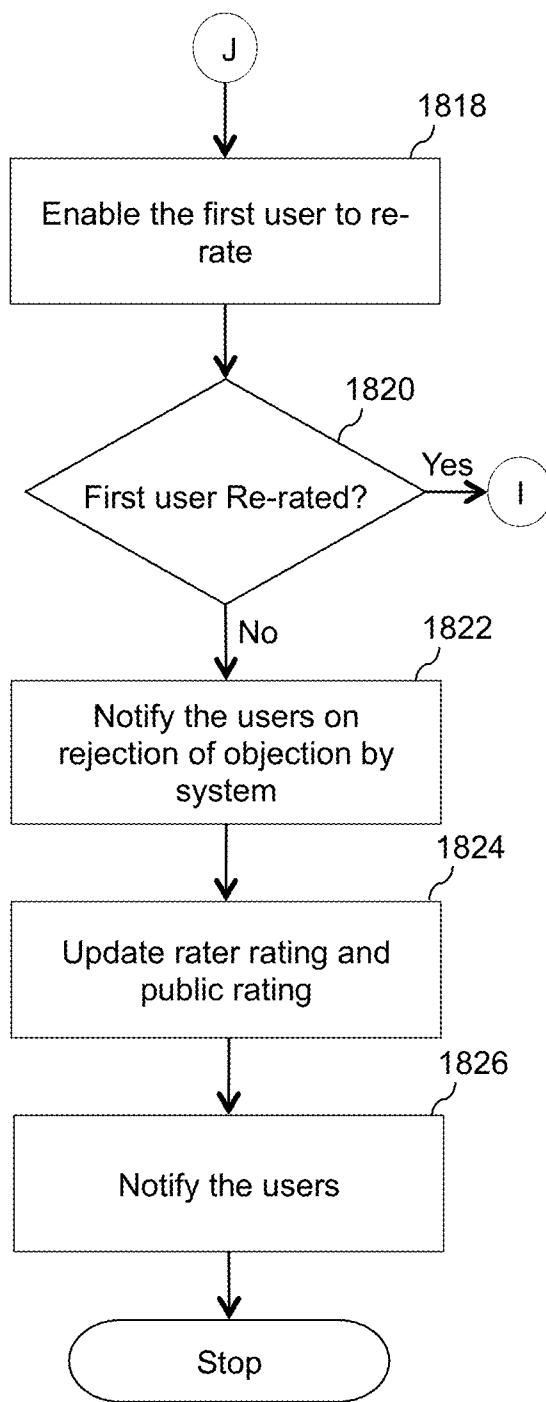 J
1818
Enable the first user to re-
rate
1820
First user Re-rated?
Yes
I
No
1822
Notify the users on
rejection of objection by
system
1824
Update rater rating and
public rating
1826
Notify the users
Stop